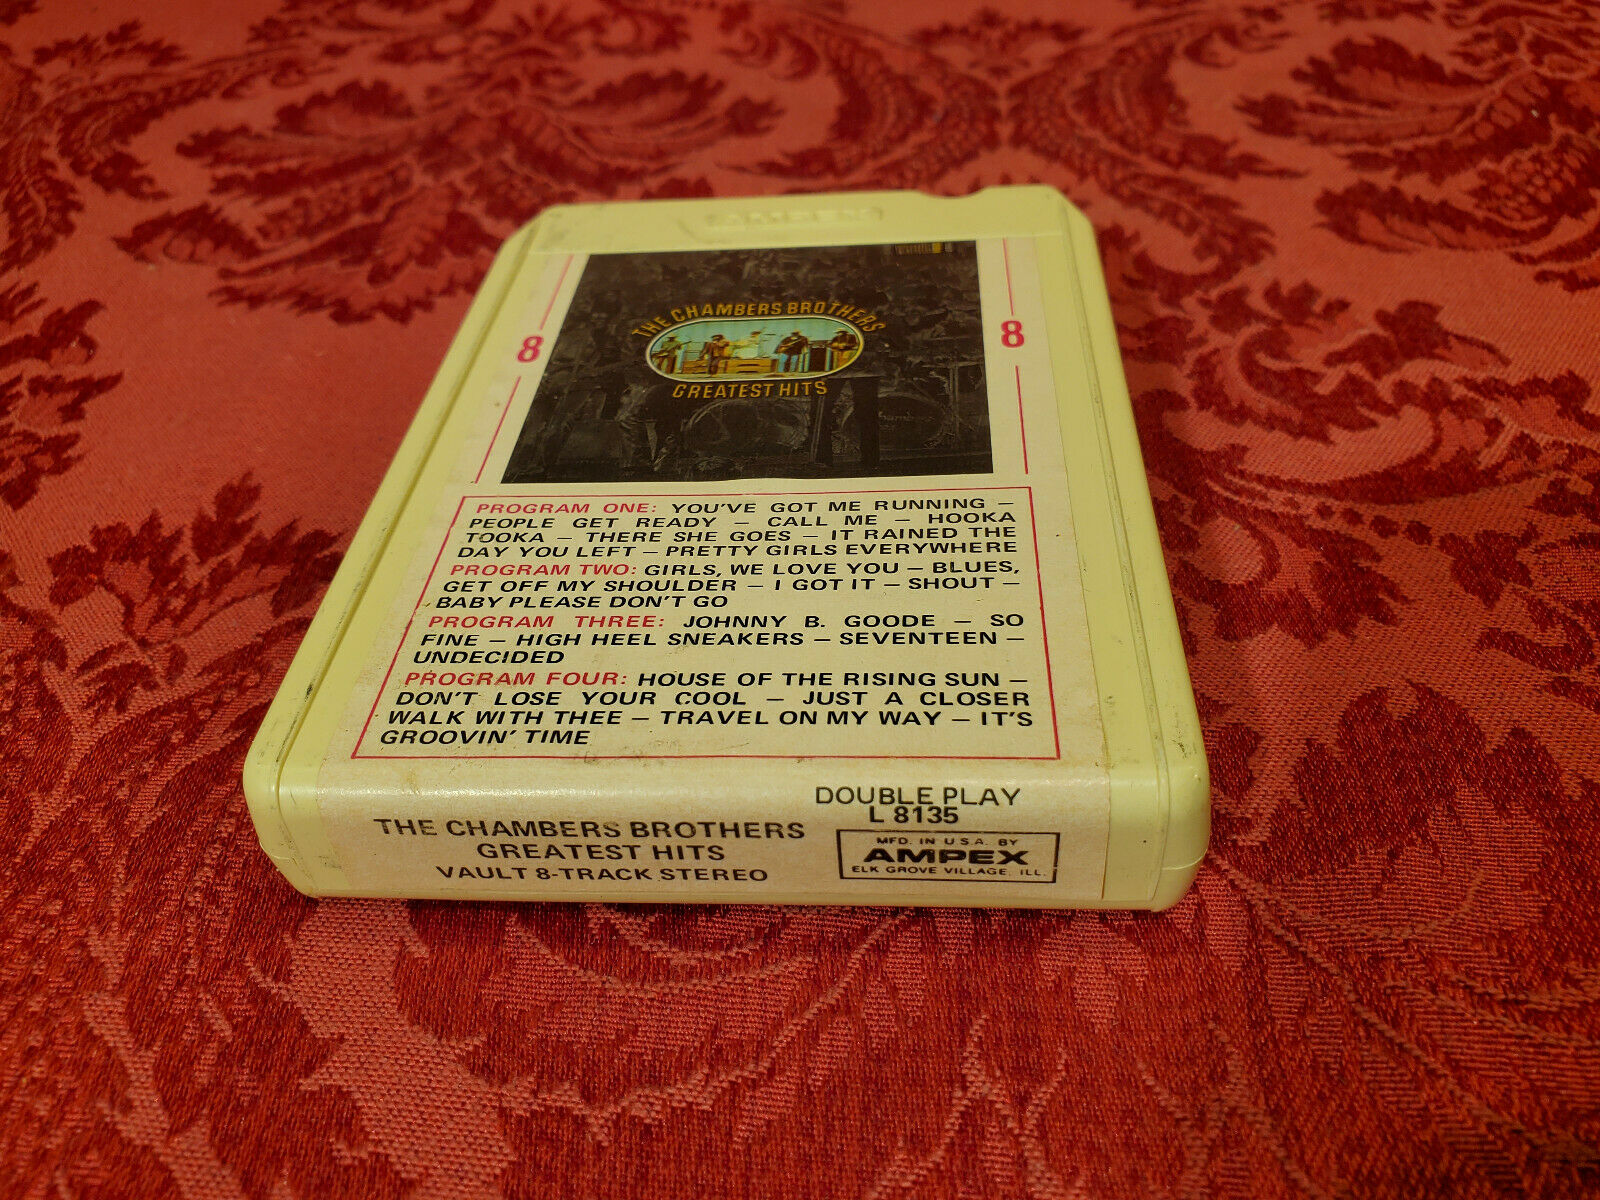 AMPEX
THE CHAMBERS BROTHERS
GREATEST HITS
8
8
PROGRAM ONE: YOU'VE GOT ME RUNNING –
PEOPLE GET READY – CALL ME – HOOKA
TOOKA – THERE SHE GOES – IT RAINED THE
DAY YOU LEFT – PRETTY GIRLS EVERYWHERE
PROGRAM TWO: GIRLS, WE LOVE YOU – BLUES,
GET OFF MY SHOULDER – I GOT IT – SHOUT –
BABY PLEASE DON'T GO
PROGRAM THREE: JOHNNY B. GOODE – SO
FINE – HIGH HEEL SNEAKERS – SEVENTEEN –
UNDECIDED
PROGRAM FOUR: HOUSE OF THE RISING SUN –
DON'T LOSE YOUR COOL – JUST A CLOSER
WALK WITH THEE – TRAVEL ON MY WAY – IT'S
GROOVIN' TIME
THE CHAMBERS BROTHERS
GREATEST HITS
VAULT 8-TRACK STEREO
DOUBLE PLAY
L 8135
MFD. IN U.S.A. BY
AMPEX
ELK GROVE VILLAGE, ILL.